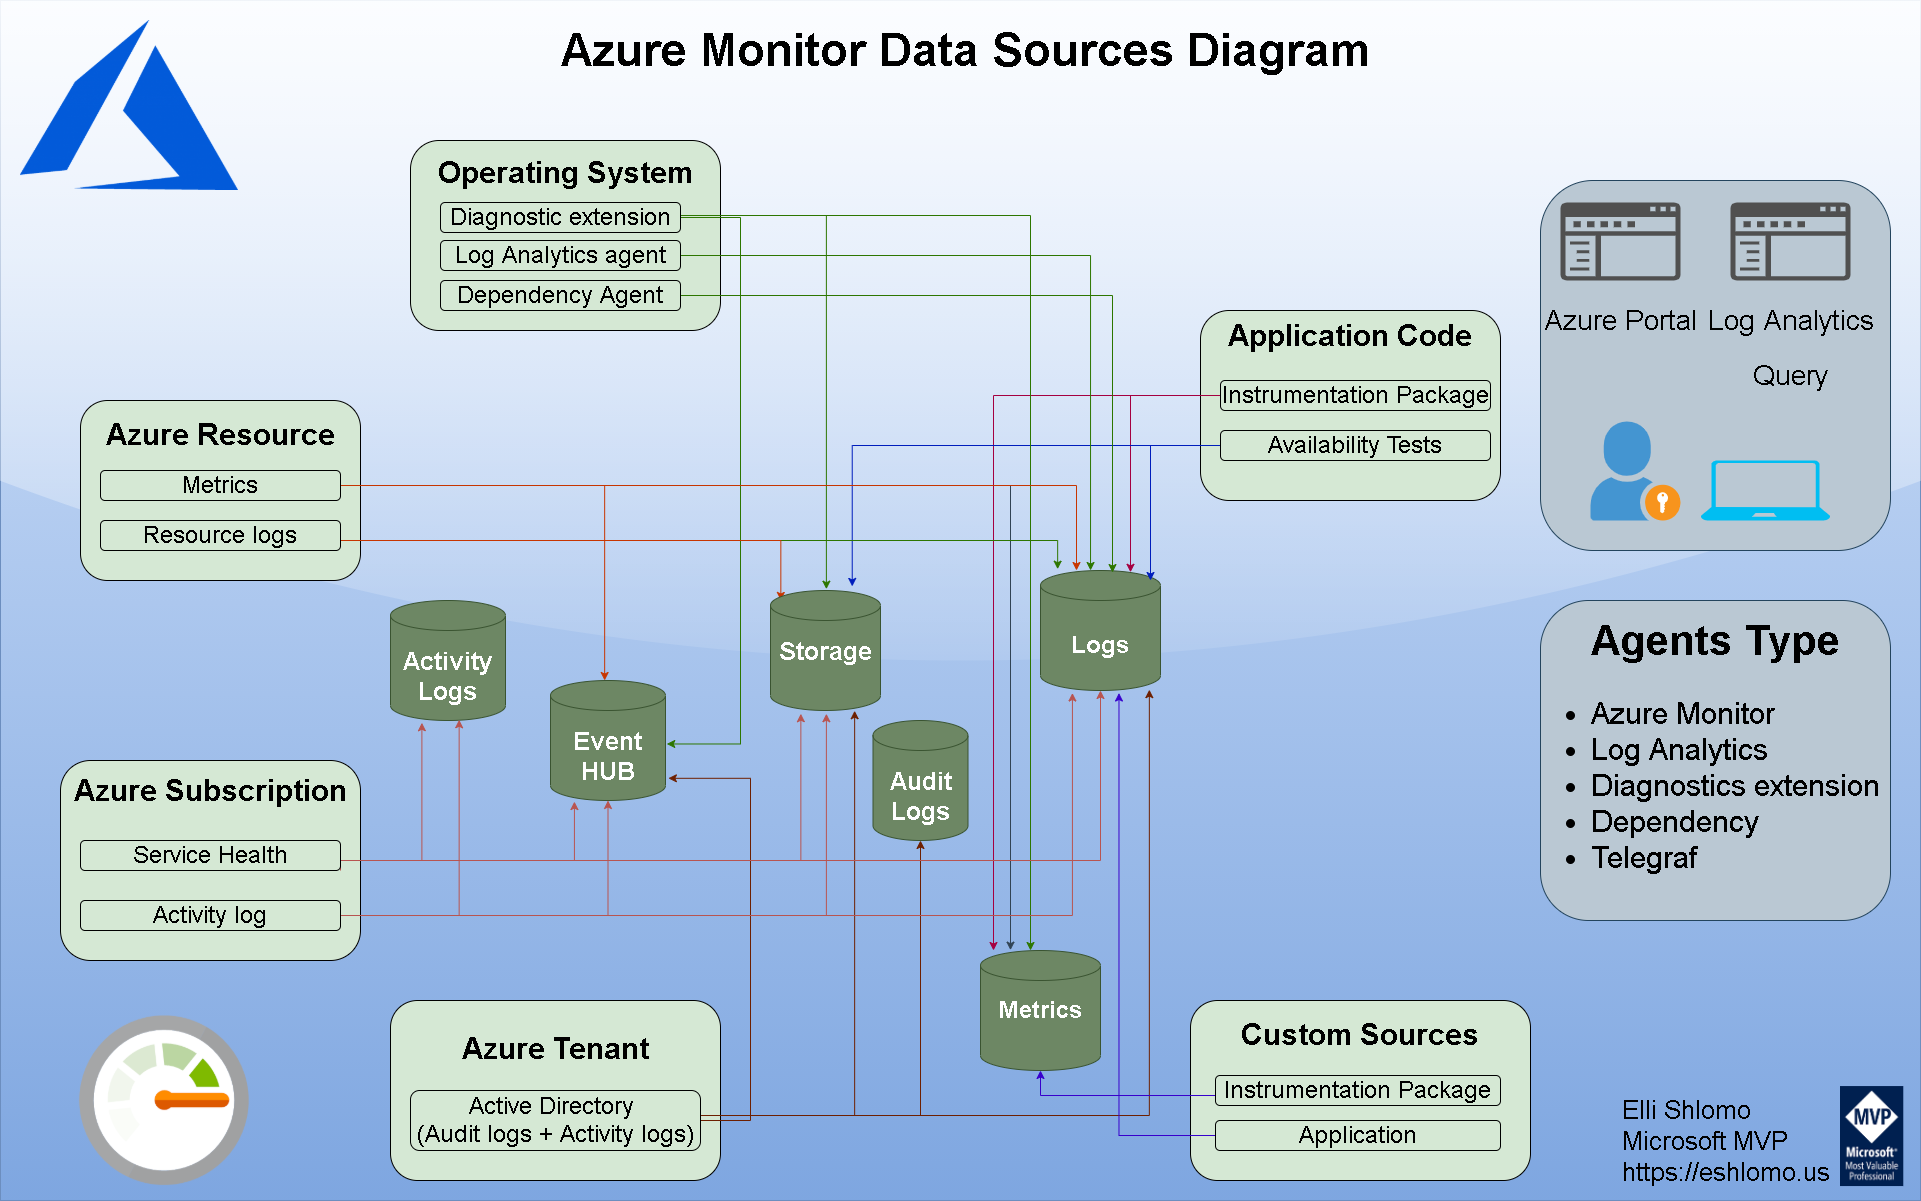 Azure Monitor Data Sources Diagram
Operating System
Diagnostic extension
Log Analytics agent
Dependency Agent
Azure Portal
Log Analytics
Query
Application Code
Instrumentation Package
Availability Tests
Azure Resource
Metrics
Resource logs
Activity
Logs
Event
HUB
Storage
Logs
Audit
Logs
Agents Type
• Azure Monitor
• Log Analytics
• Diagnostics extension
• Dependency
• Telegraf
Azure Subscription
Service Health
Activity log
Metrics
Azure Tenant
Active Directory
(Audit logs + Activity logs)
Custom Sources
Instrumentation Package
Application
Elli Shlomo
Microsoft MVP
https://eshlomo.us
MVP
Microsoft®
Most Valuable
Professional